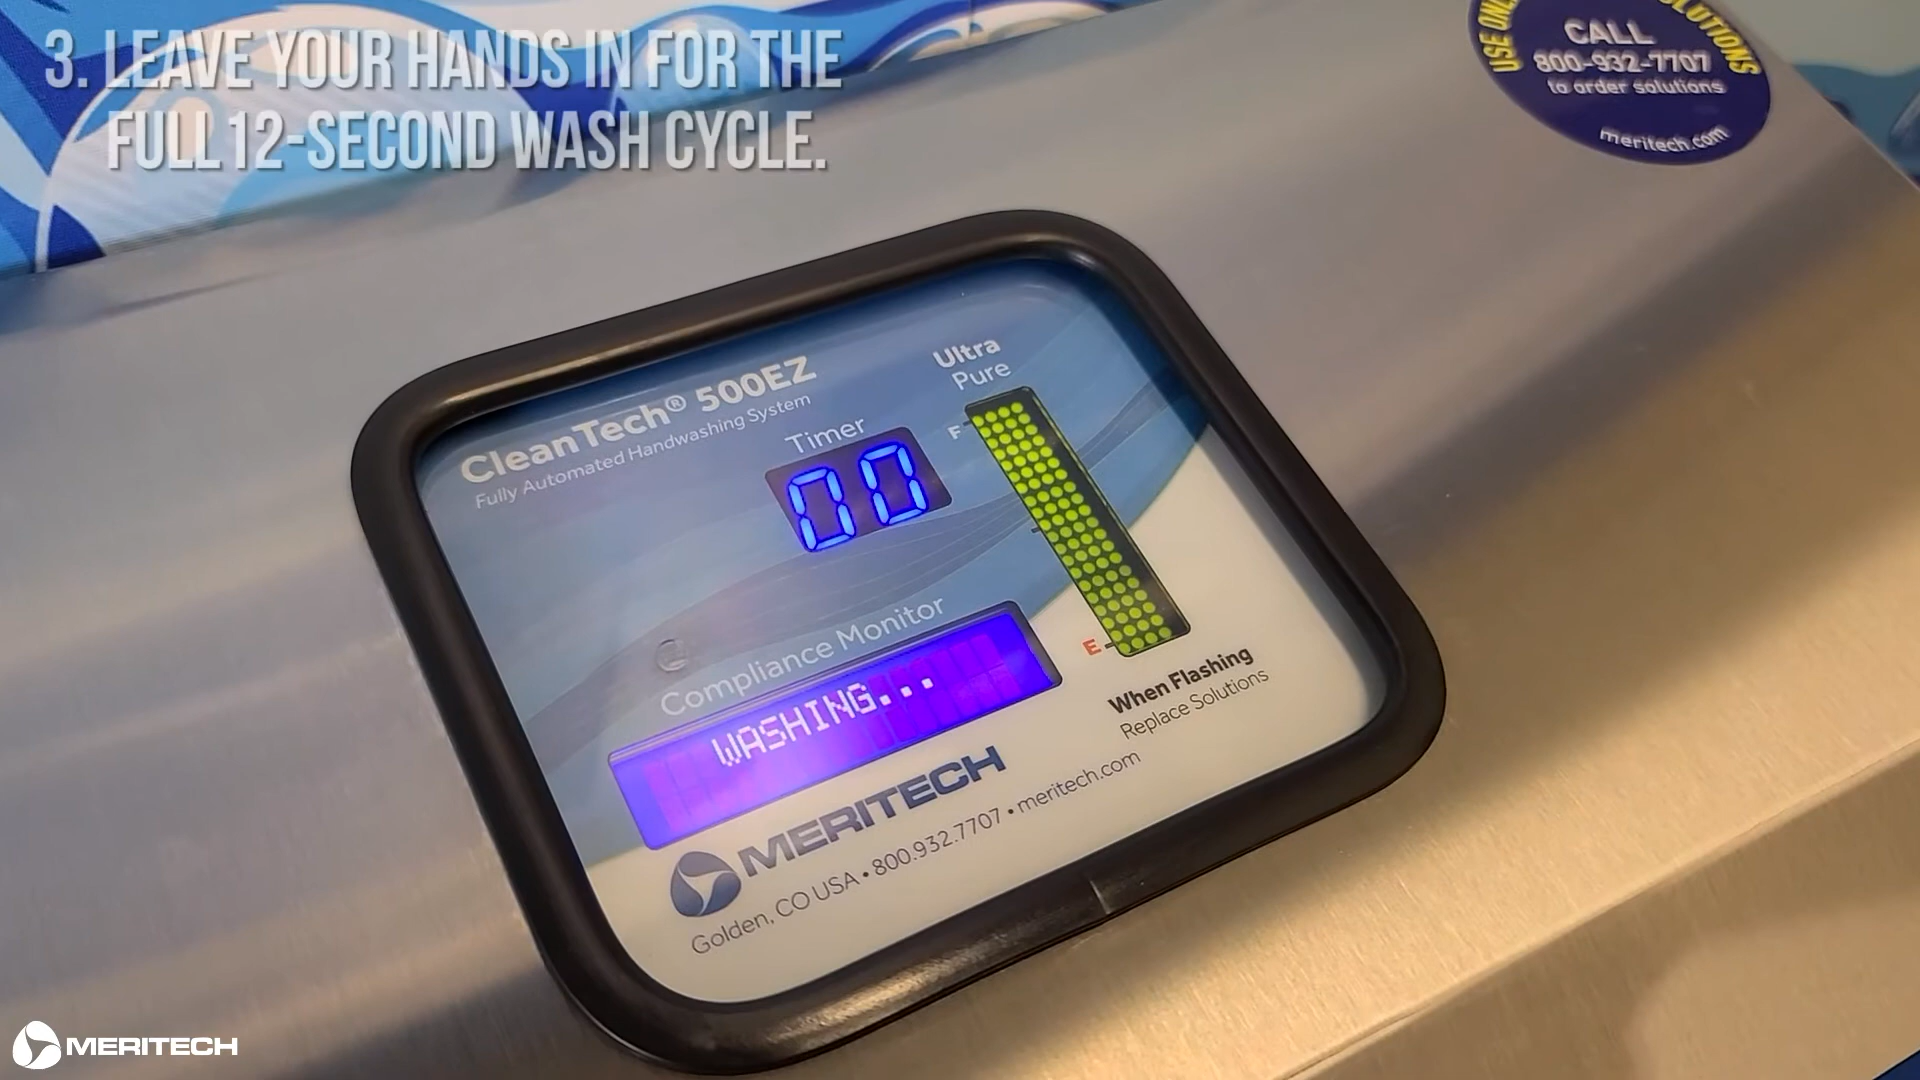 3. LEAVE YOUR HANDS IN FOR THE
FULL 12-SECOND WASH CYCLE.
SOLUTIONS
CALL
800-932-7707
to order solutions
meritech.com
CleanTech® 500EZ
Fully Automated Handwashing System
Timer
00
Ultra
Pure
F
E
When Flashing
Replace Solutions
Compliance Monitor
WASHING...
MERITECH
Golden, CO USA • 800.932.7707 • meritech.com
MERITECH